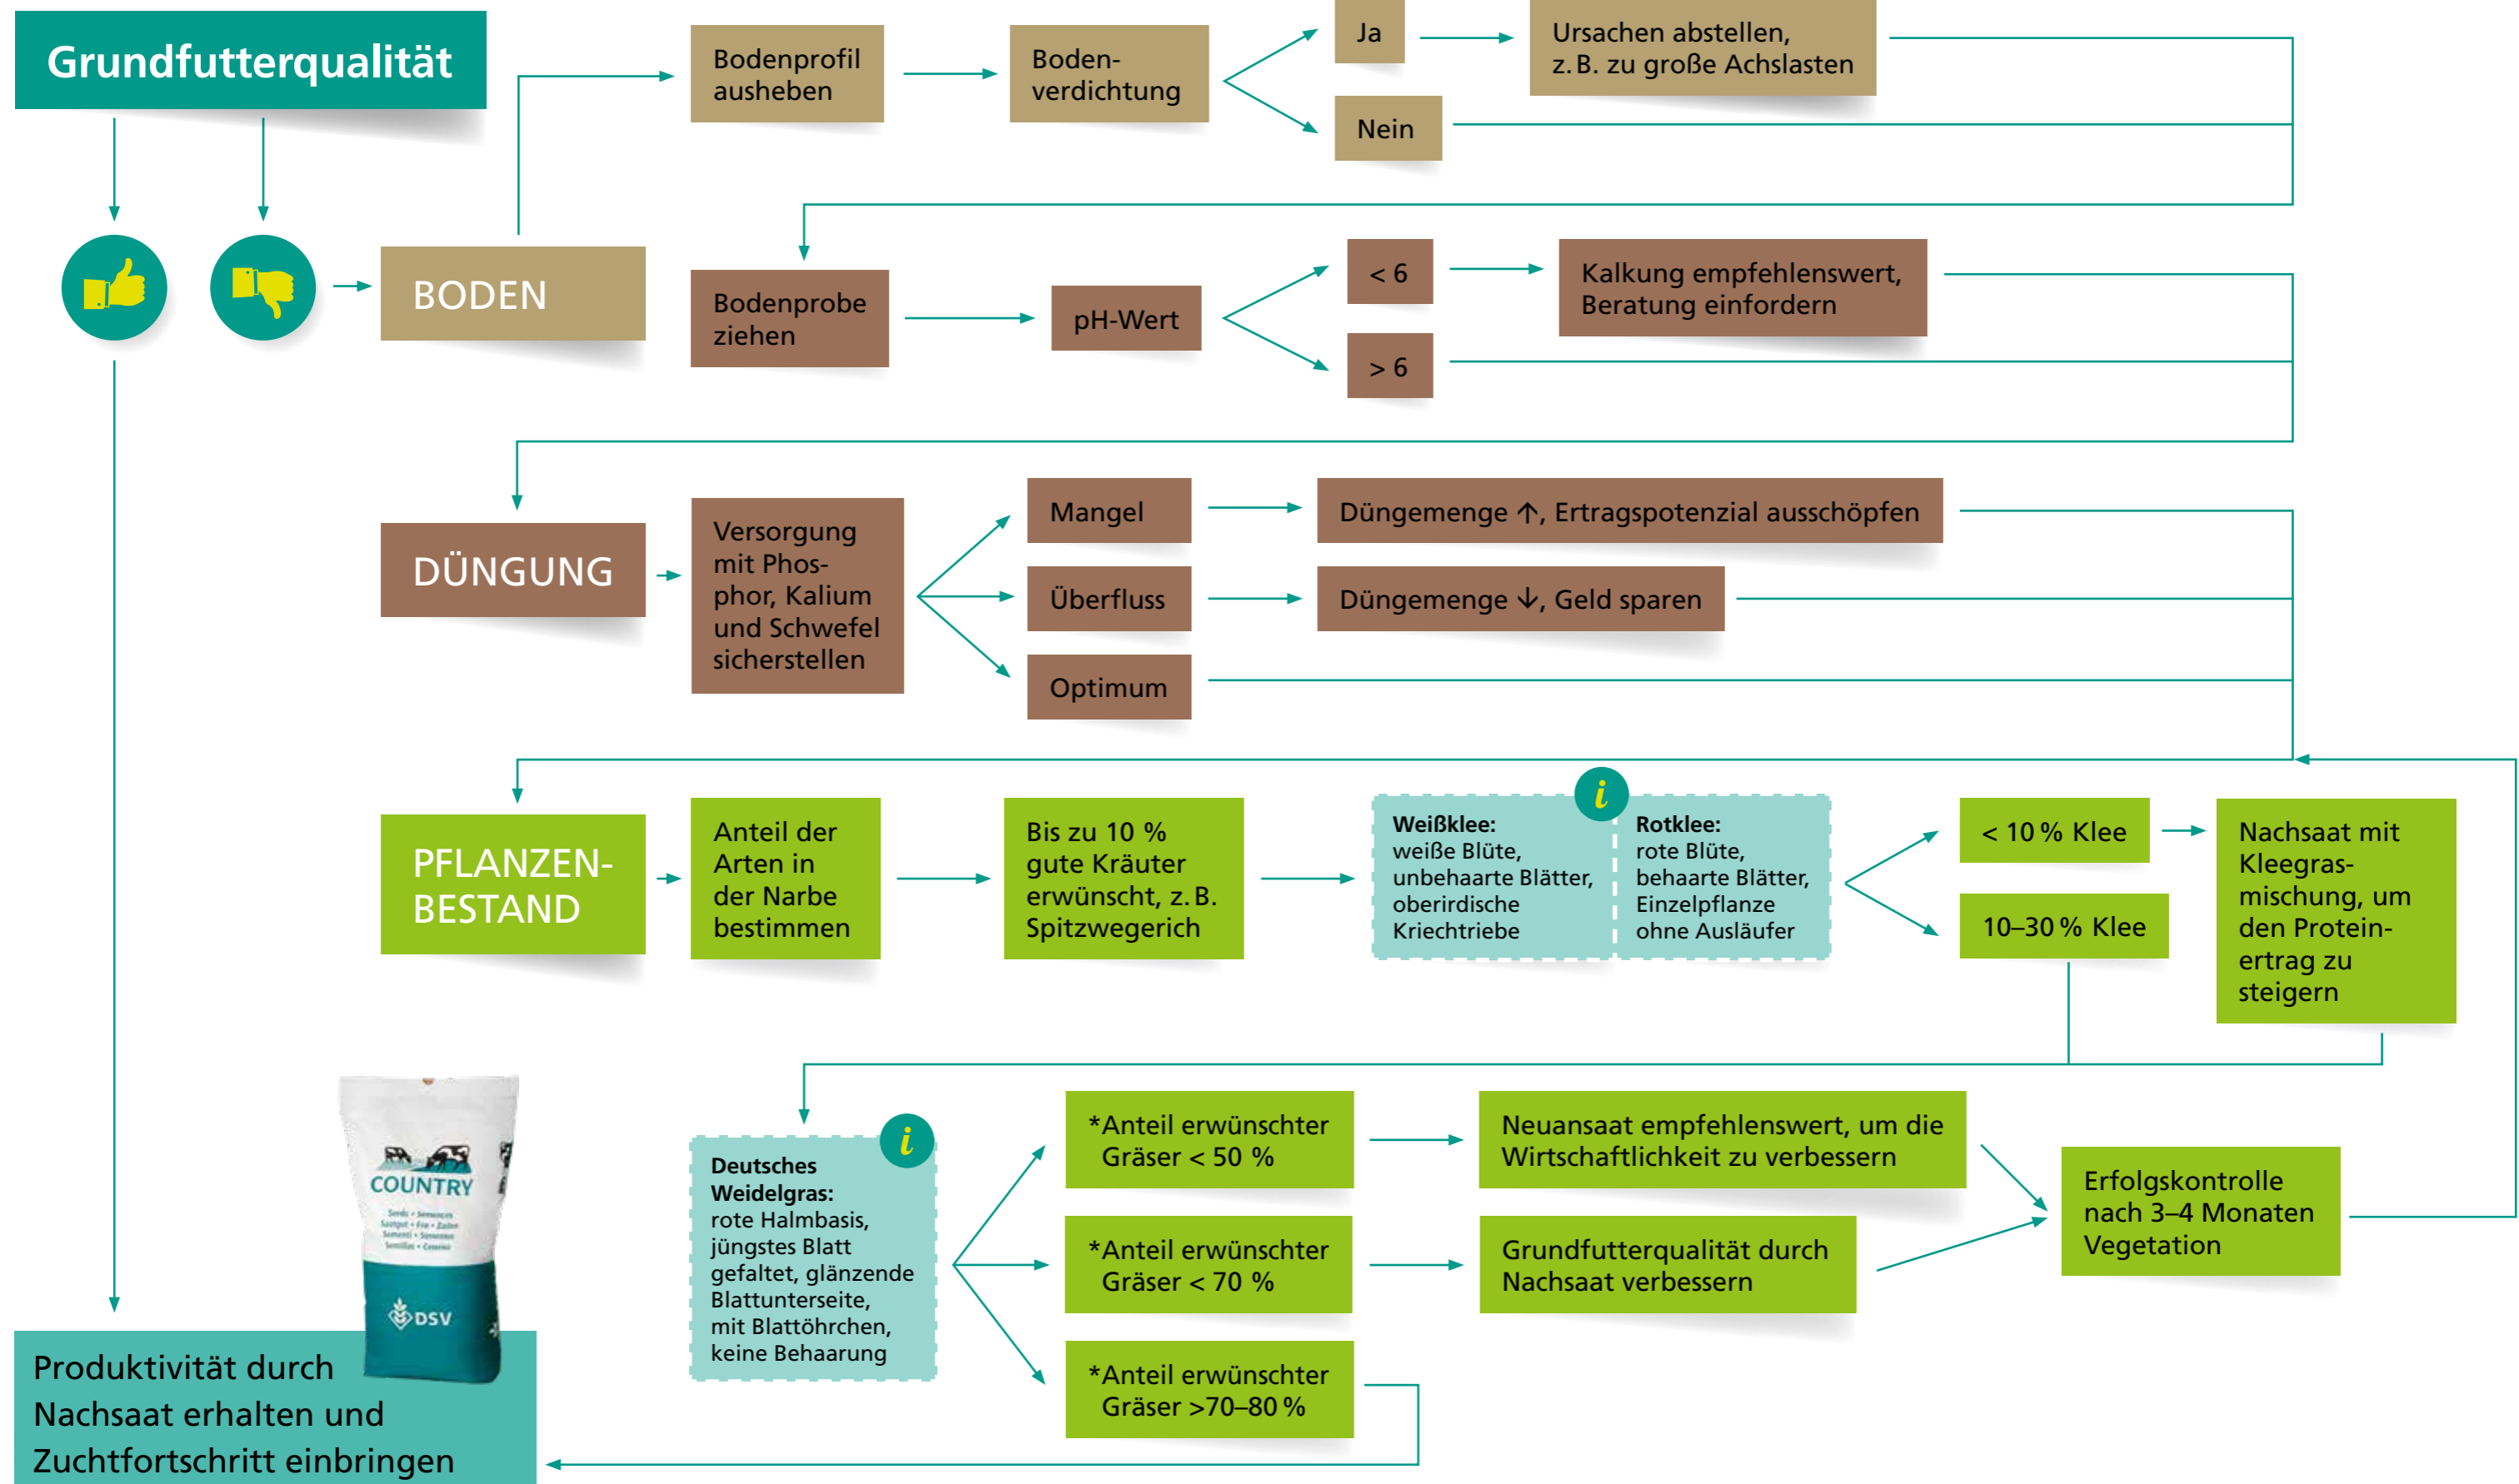 Grundfutterqualität
Bodenprofil
ausheben
Boden-
verdichtung
Ja
Nein
Ursachen abstellen,
z. B. zu große Achslasten
BODEN
Bodenprobe
ziehen
pH-Wert
< 6
> 6
Kalkung empfehlenswert,
Beratung einfordern
DÜNGUNG
Versorgung
mit Phos-
phor, Kalium
und Schwefel
sicherstellen
Mangel
Düngemenge ↑, Ertragspotenzial ausschöpfen
Überfluss
Düngemenge ↓, Geld sparen
Optimum
PFLANZEN-
BESTAND
Anteil der
Arten in
der Narbe
bestimmen
Bis zu 10 %
gute Kräuter
erwünscht, z. B.
Spitzwegerich
i
Weißklee:
weiße Blüte,
unbehaarte Blätter,
oberirdische
Kriechtriebe
Rotklee:
rote Blüte,
behaarte Blätter,
Einzelpflanze
ohne Ausläufer
< 10 % Klee
10–30 % Klee
Nachsaat mit
Kleegras-
mischung, um
den Protein-
ertrag zu
steigern
i
Deutsches
Weidelgras:
rote Halmbasis,
jüngstes Blatt
gefaltet, glänzende
Blattunterseite,
mit Blattöhrchen,
keine Behaarung
*Anteil erwünschter
Gräser < 50 %
Neuansaat empfehlenswert, um die
Wirtschaftlichkeit zu verbessern
*Anteil erwünschter
Gräser < 70 %
Grundfutterqualität durch
Nachsaat verbessern
*Anteil erwünschter
Gräser >70–80 %
Erfolgskontrolle
nach 3–4 Monaten
Vegetation
COUNTRY
Seeds • Semences
Saatgut • Frø • Zaden
Semillas • Семена
DSV
Produktivität durch
Nachsaat erhalten und
Zuchtfortschritt einbringen